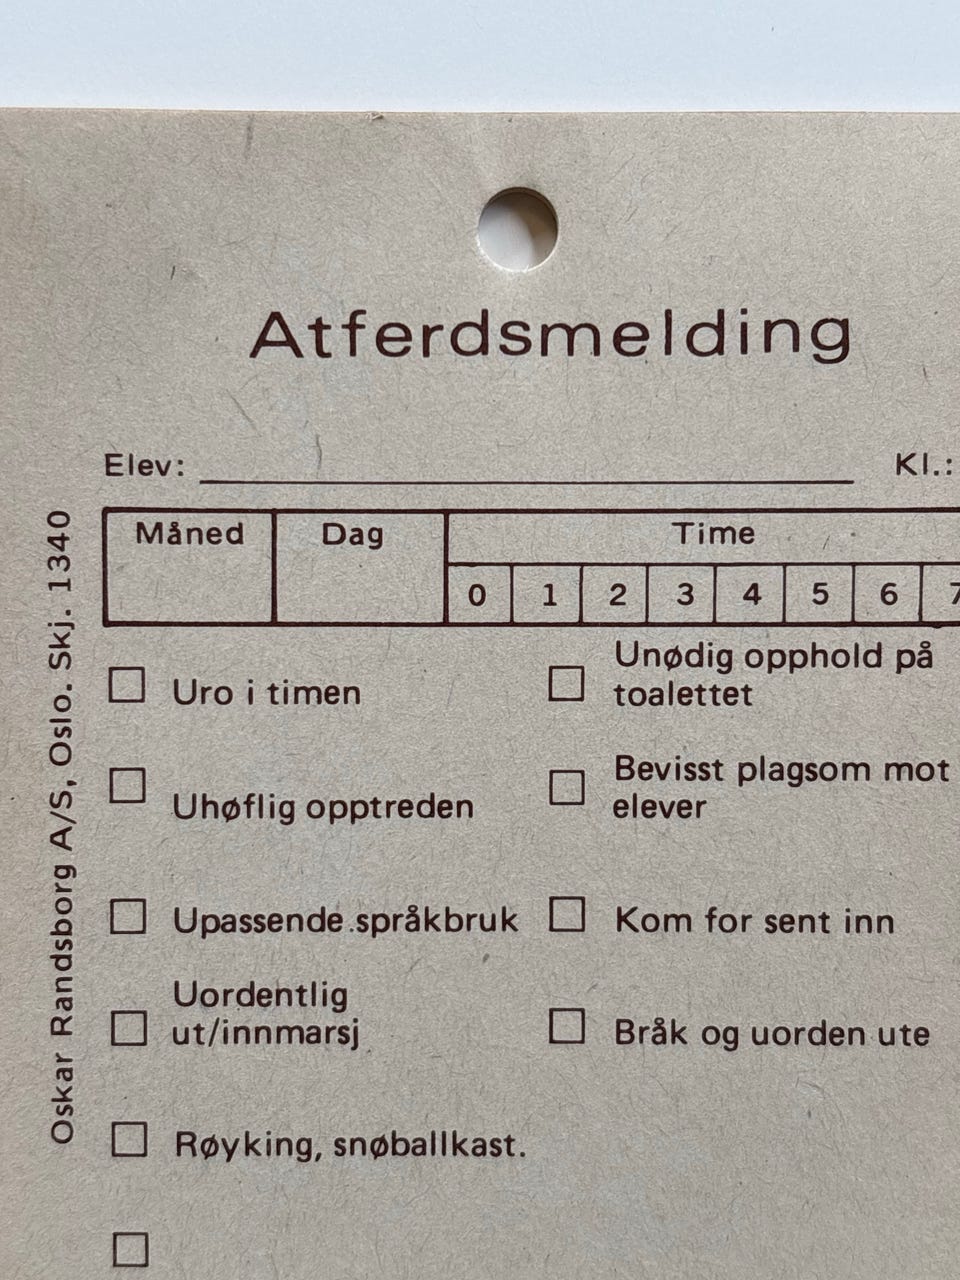 Atferdsmelding
Elev: Kl.:
Måned Dag Time
0 1 2 3 4 5 6 7
Uro i timen
Unødig opphold på
toalettet
Uhøflig opptreden
Bevisst plagsom mot
elever
Upassende språkbruk
Kom for sent inn
Uordentlig
ut/innmarsj
Bråk og uorden ute
Røyking, snøballkast.
Oskar Randsborg A/S, Oslo. Skj. 1340